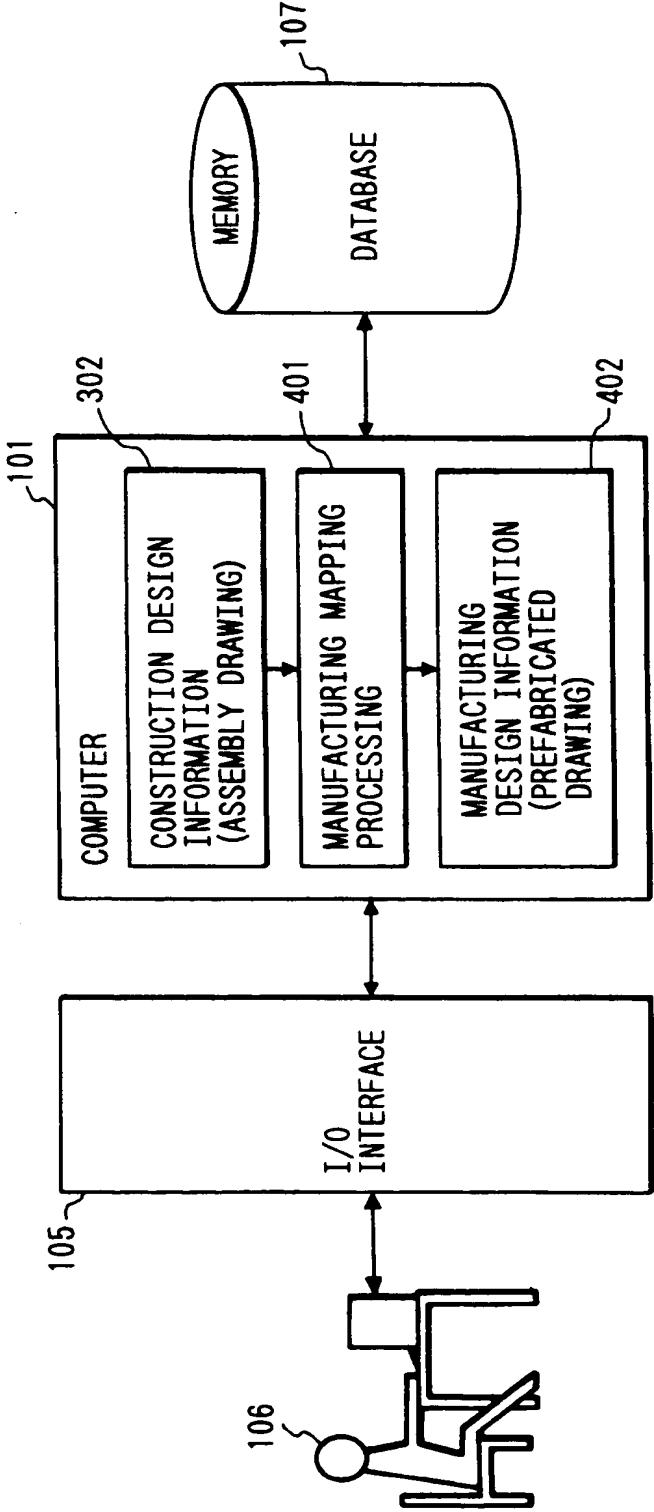 106
105
I/O
INTERFACE
101
COMPUTER
302
CONSTRUCTION DESIGN
INFORMATION
(ASSEMBLY DRAWING)
401
MANUFACTURING MAPPING
PROCESSING
402
MANUFACTURING
DESIGN INFORMATION
(PREFABRICATED
DRAWING)
107
MEMORY
DATABASE